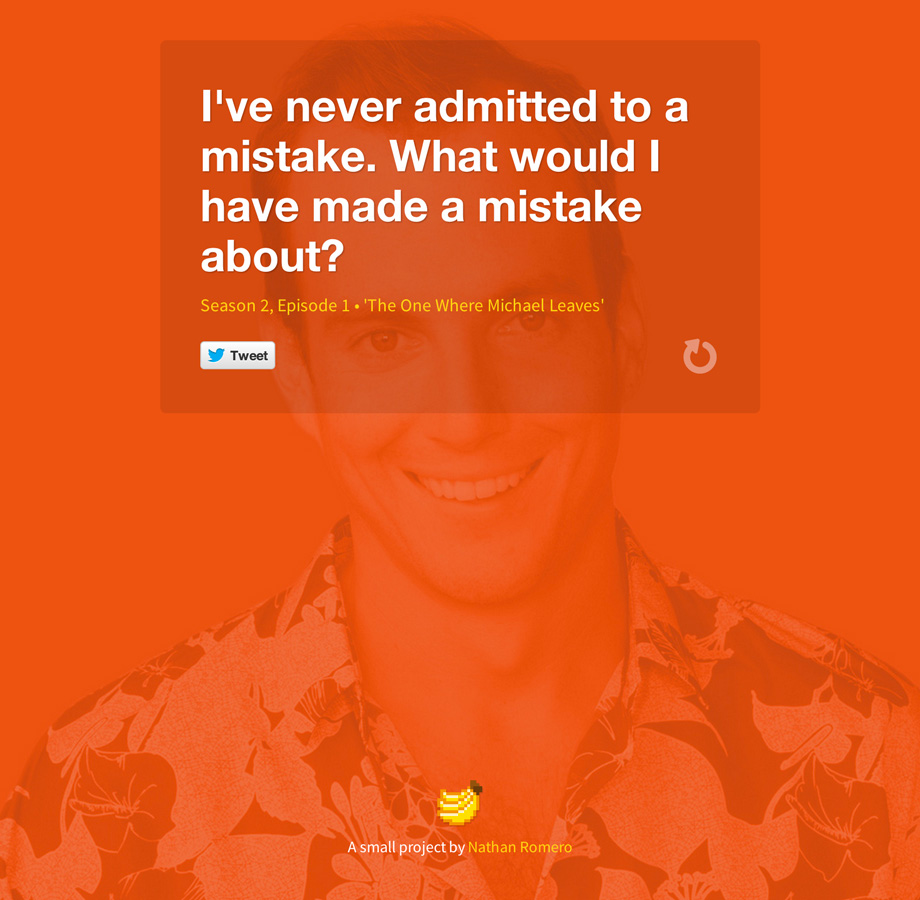 I've never admitted to a
mistake. What would I
have made a mistake
about?
Season 2, Episode 1 • 'The One Where Michael Leaves'
Tweet
A small project by Nathan Romero